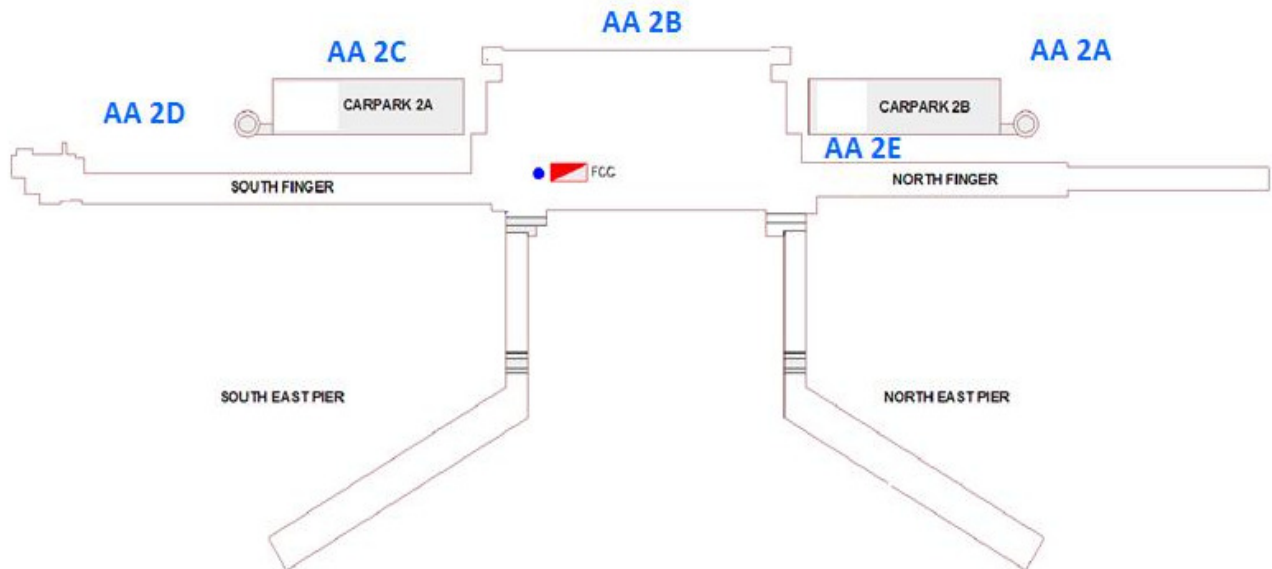 AA 2B
AA 2C
AA 2A
CARPARK 2A
CARPARK 2B
AA 2D
AA 2E
FCC
SOUTH FINGER
NORTH FINGER
SOUTH EAST PIER
NORTH EAST PIER